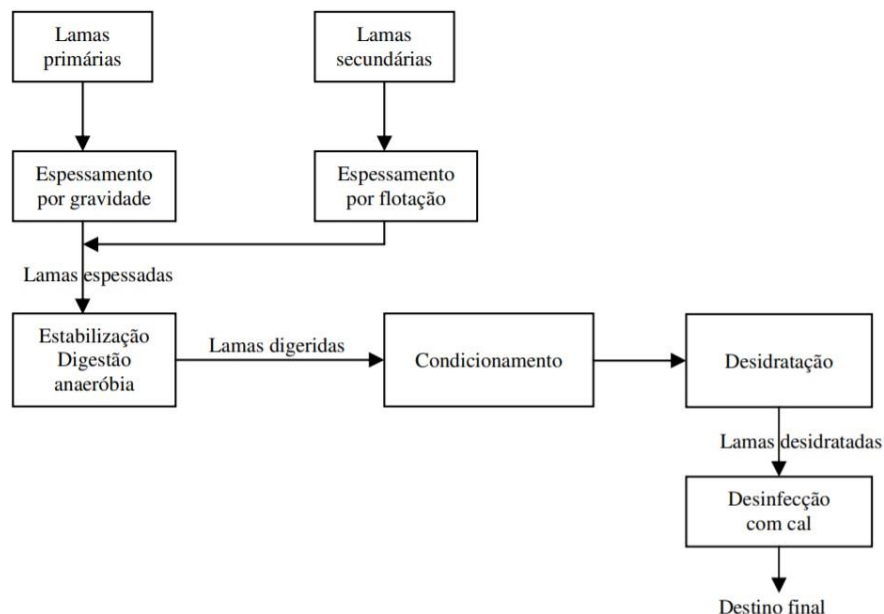 Lamas
primárias
Lamas
secundárias
Espessamento
por gravidade
Espessamento
por flotação
Lamas espessadas
Estabilização
Digestão
anaeróbia
Lamas digeridas
Condicionamento
Desidratação
Lamas desidratadas
Desinfecção
com cal
Destino final